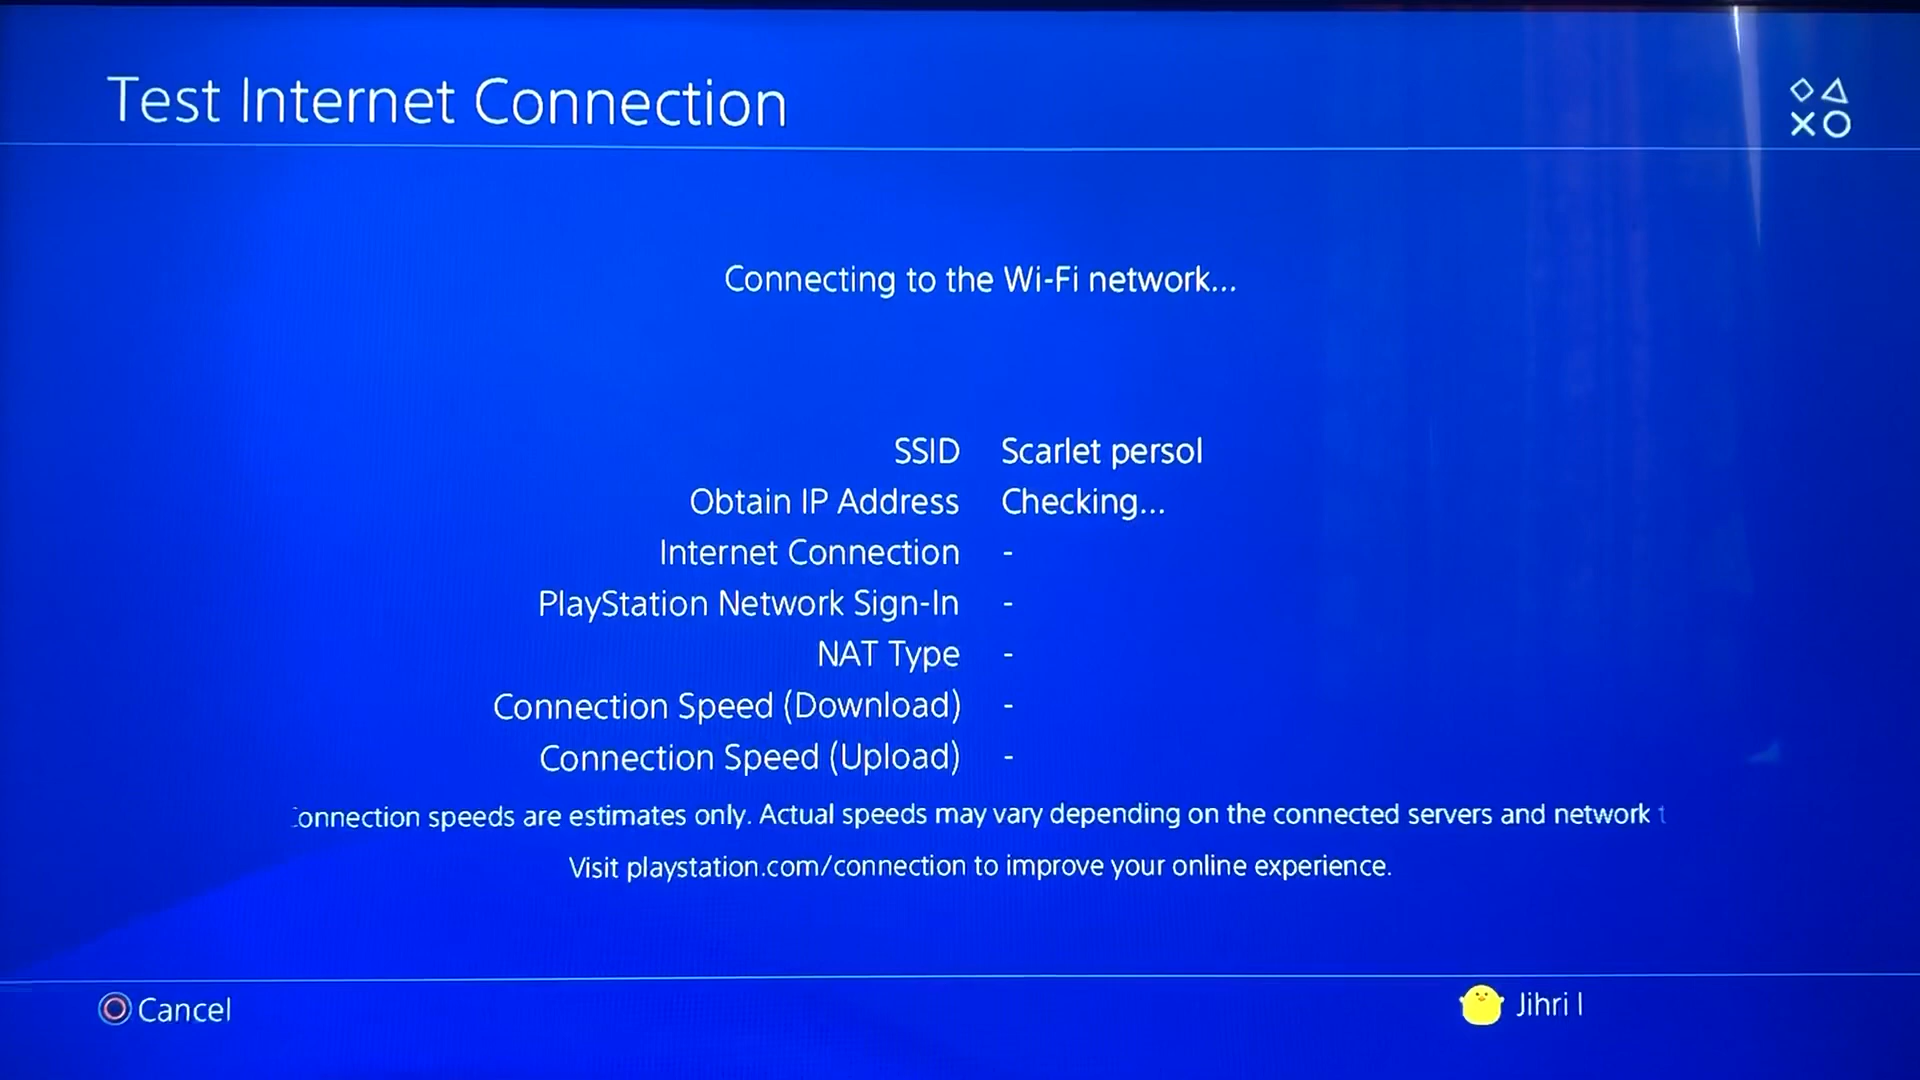 Test Internet Connection
Connecting to the Wi-Fi network...
SSID Scarlet persol
Obtain IP Address Checking...
Internet Connection -
PlayStation Network Sign-In -
NAT Type -
Connection Speed (Download) -
Connection Speed (Upload) -
onnection speeds are estimates only. Actual speeds may vary depending on the connected servers and network t
Visit playstation.com/connection to improve your online experience.
Cancel
Jihri l